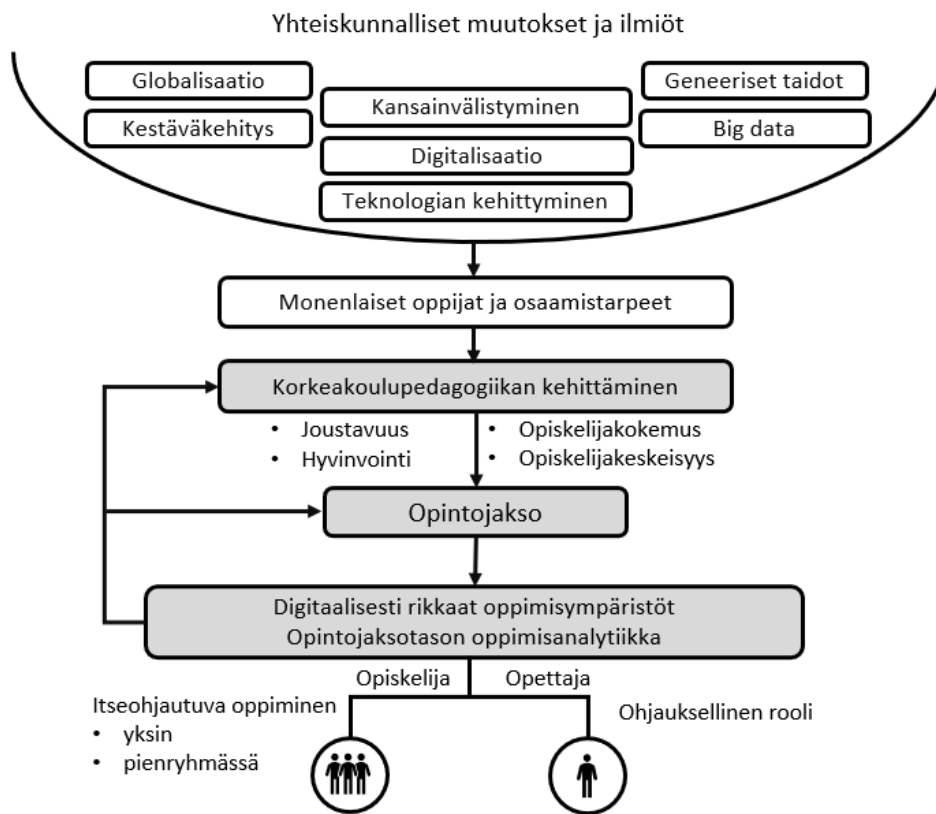 Yhteiskunnalliset muutokset ja ilmiöt
Globalisaatio
Kansainvälistyminen
Geneeriset taidot
Kestäväkehitys
Digitalisaatio
Big data
Teknologian kehittyminen
Monenlaiset oppijat ja osaamistarpeet
Korkeakoulupedagogiikan kehittäminen
• Joustavuus
• Hyvinvointi
• Opiskelijakokemus
• Opiskelijakeskeisyys
Opintojakso
Digitaalisesti rikkaat oppimisympäristöt
Opintojaksotason oppimisanalytiikka
Opiskelija
Opettaja
Itseohjautuva oppiminen
• yksin
• pienryhmässä
Ohjauksellinen rooli